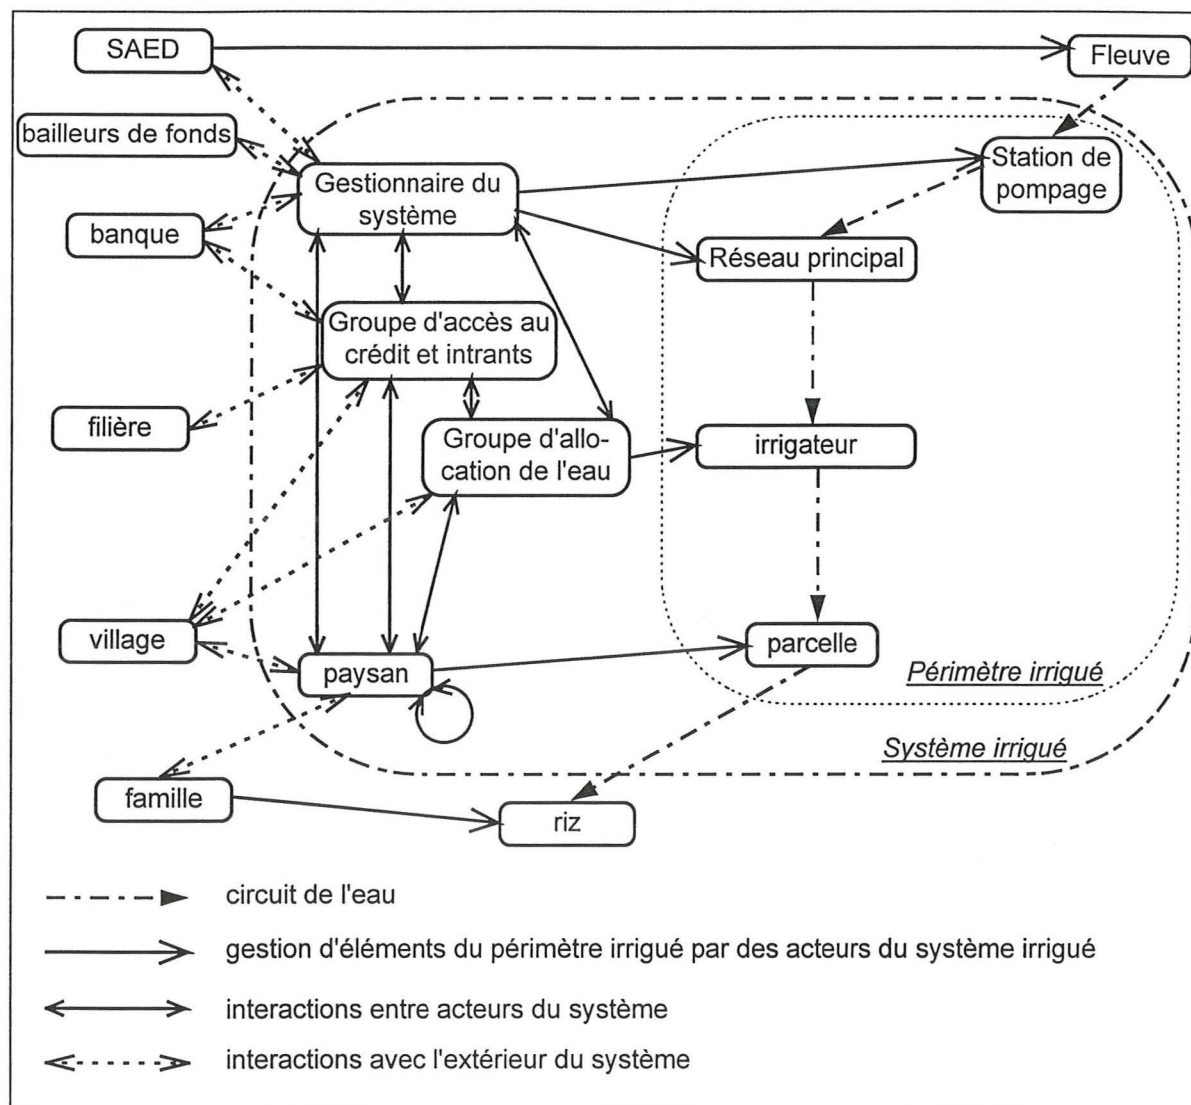 SAED
Fleuve
bailleurs de fonds
Gestionnaire du
système
Station de
pompage
banque
Réseau principal
Groupe d'accès au
crédit et intrants
filière
Groupe d'allo-
cation de l'eau
irrigateur
village
paysan
parcelle
Périmètre irrigué
Système irrigué
famille
riz
circuit de l'eau
gestion d'éléments du périmètre irrigué par des acteurs du système irrigué
interactions entre acteurs du système
interactions avec l'extérieur du système